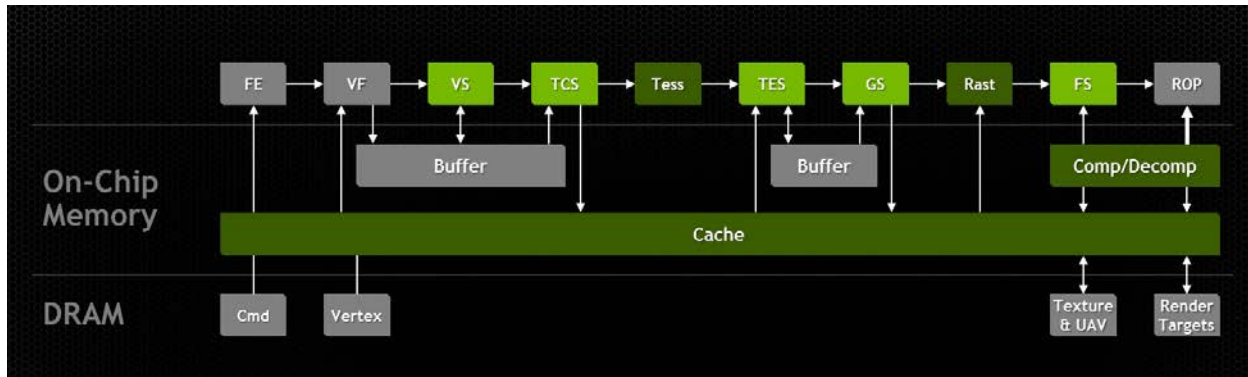 FE
VF
VS
TCS
Tess
TES
GS
Rast
FS
ROP
On-Chip
Memory
Buffer
Buffer
Comp/Decomp
Cache
DRAM
Cmd
Vertex
Texture
& UAV
Render
Targets